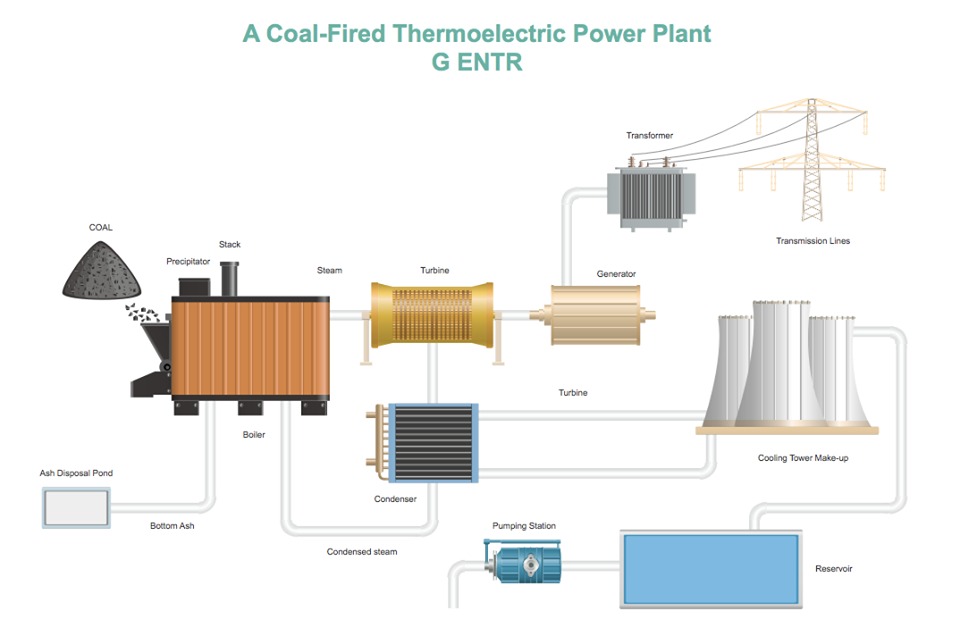 A Coal-Fired Thermoelectric Power Plant
G ENTR
Transformer
Transmission Lines
COAL
Stack
Precipitator
Steam
Turbine
Generator
Turbine
Boiler
Cooling Tower Make-up
Ash Disposal Pond
Condenser
Bottom Ash
Pumping Station
Condensed steam
Reservoir